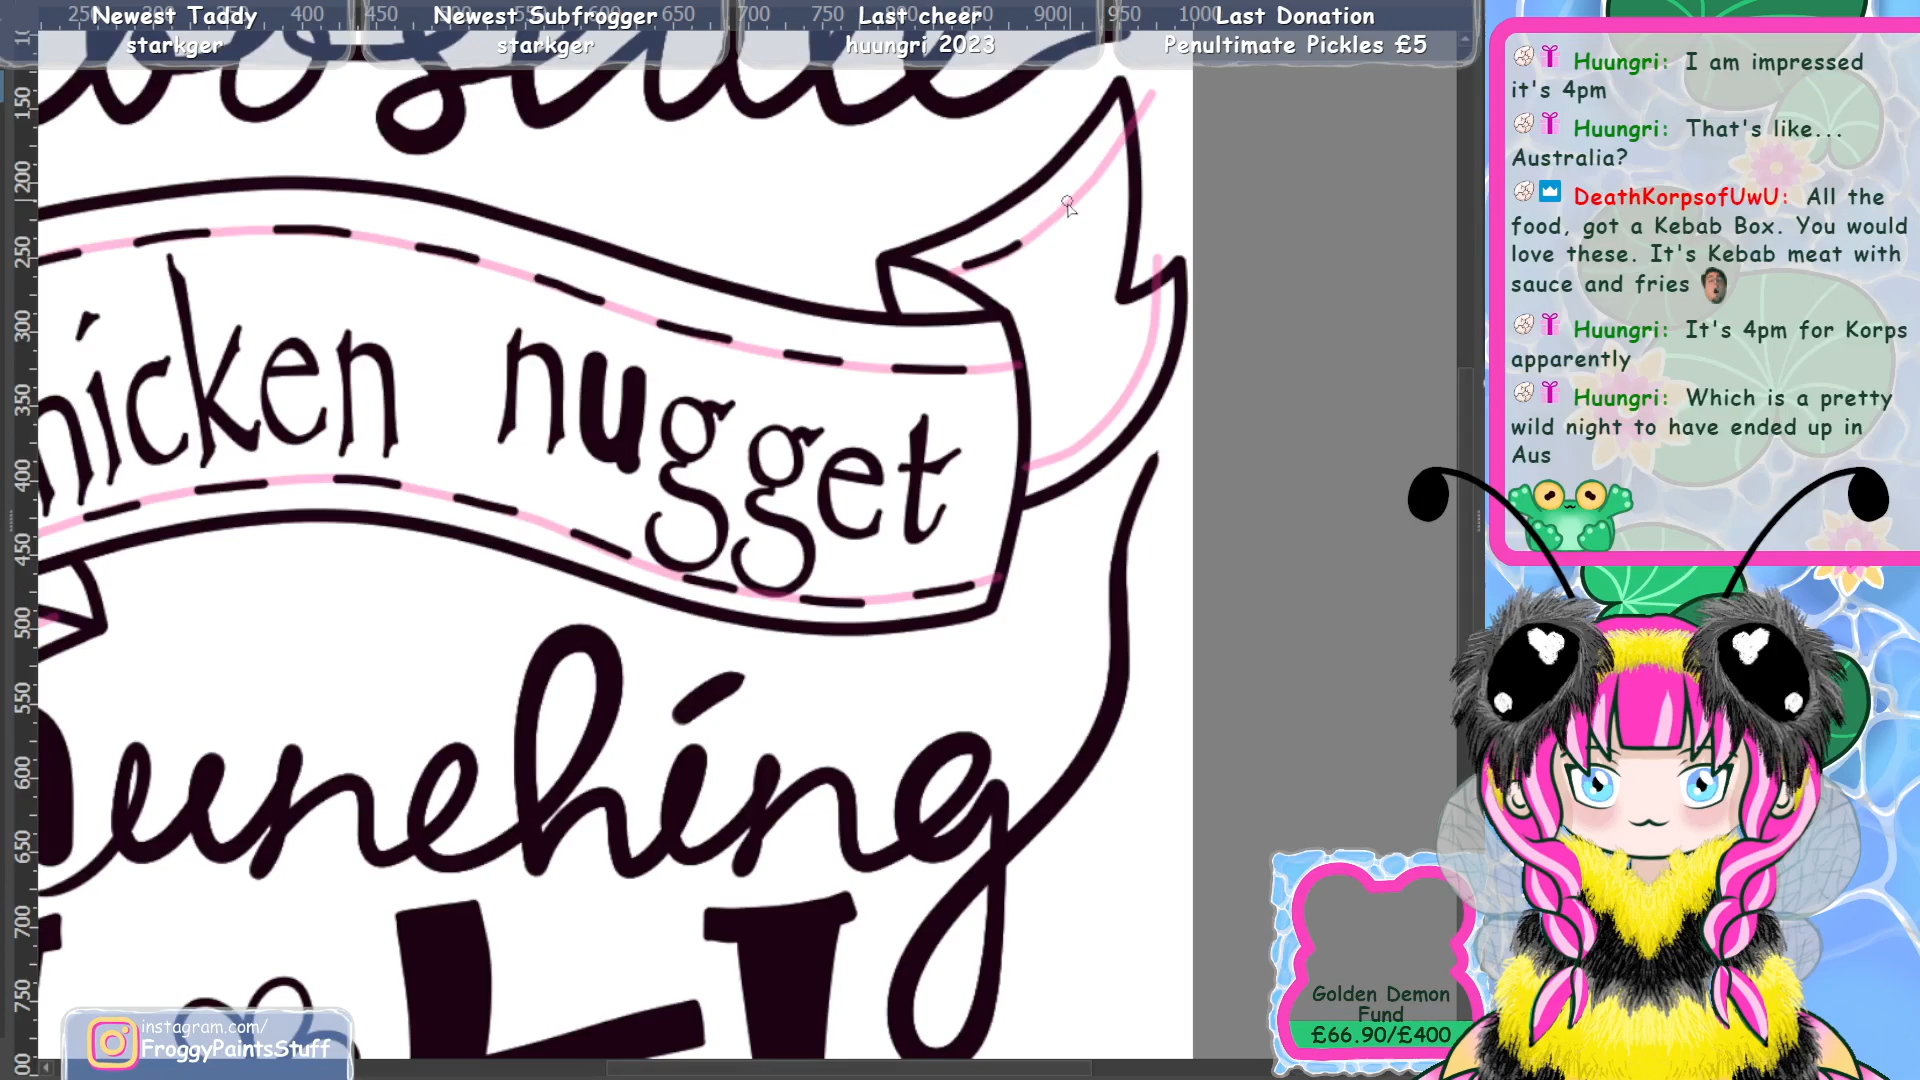 Newest Taddy
starkger
Newest Subfrogger
starkger
Last cheer
huungri 2023
Last Donation
Penultimate Pickles £5
Huungri: I am impressed
it's 4pm
Huungri: That's like...
Australia?
DeathKorpsofUwU: All the
food, got a Kebab Box. You would
love these. It's Kebab meat with
sauce and fries
Huungri: It's 4pm for Korps
apparently
Huungri: Which is a pretty
wild night to have ended up in
Aus
hicken nugget
unching
Golden Demon
Fund
£66.90/£400
instagram.com/
FroggyPaintsStuff